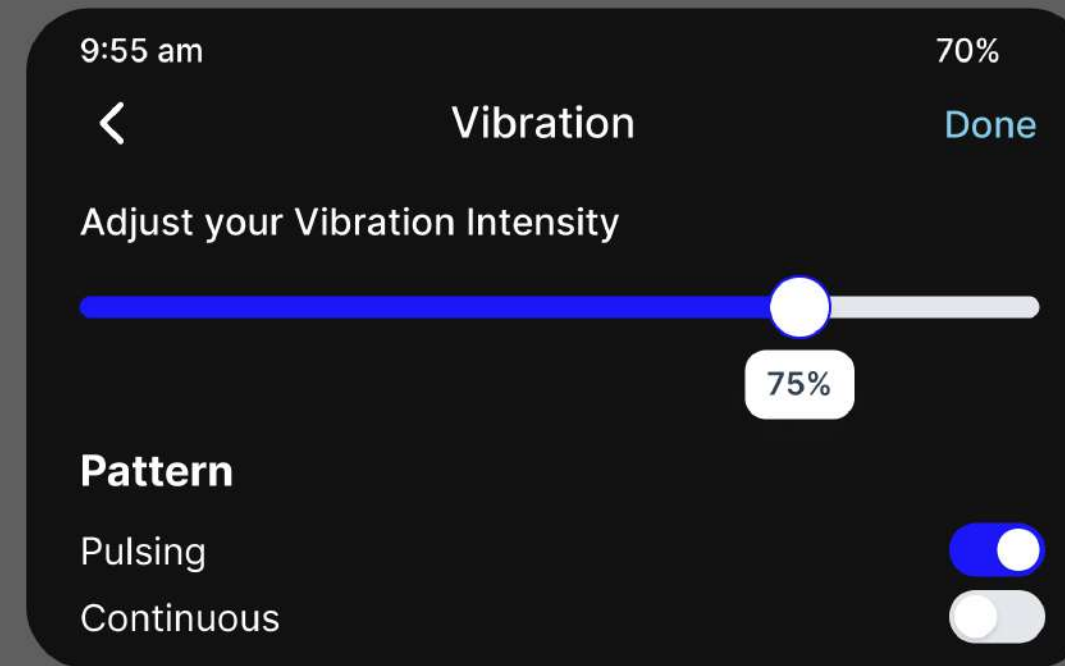 9:55 am 70%
Vibration Done
Adjust your Vibration Intensity
75%
Pattern
Pulsing
Continuous